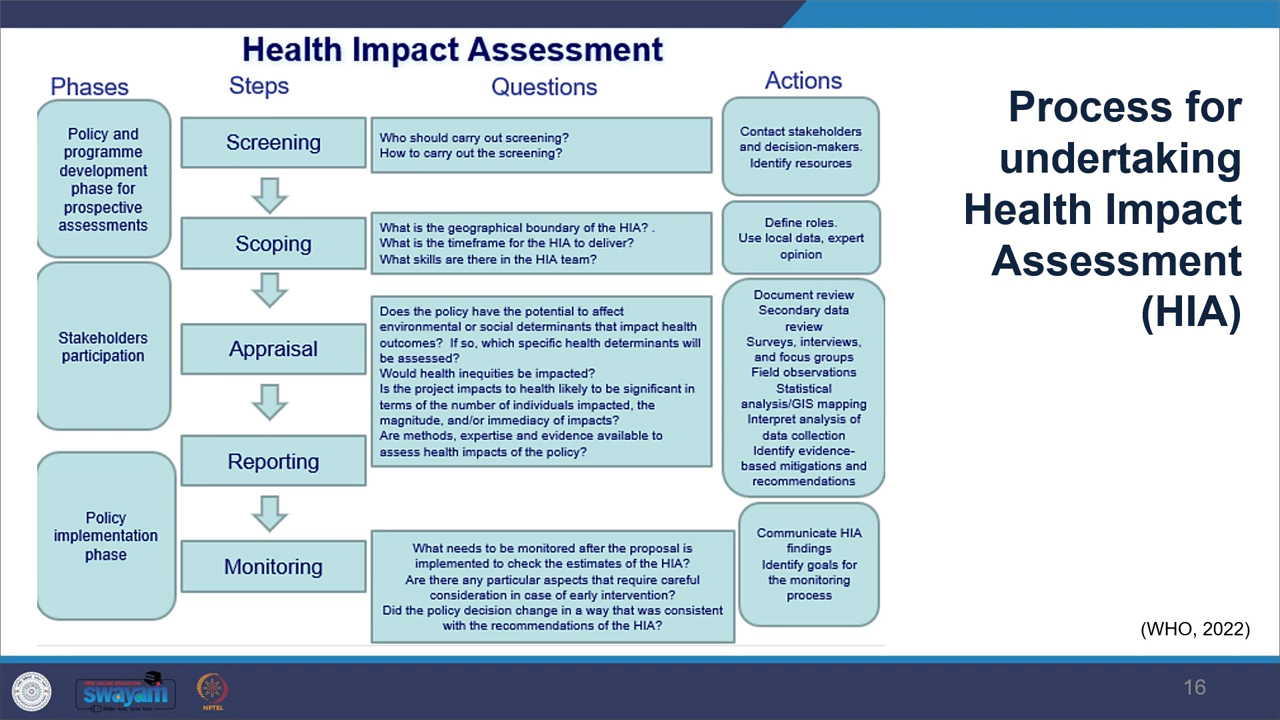 Health Impact Assessment
Phases
Steps
Questions
Actions
Policy and
programme
development
phase for
prospective
assessments
Stakeholders
participation
Policy
implementation
phase
Screening
Scoping
Appraisal
Reporting
Monitoring
Who should carry out screening?
How to carry out the screening?
What is the geographical boundary of the HIA? .
What is the timeframe for the HIA to deliver?
What skills are there in the HIA team?
Does the policy have the potential to affect
environmental or social determinants that impact health
outcomes? If so, which specific health determinants will
be assessed?
Would health inequities be impacted?
Is the project impacts to health likely to be significant in
terms of the number of individuals impacted, the
magnitude, and/or immediacy of impacts?
Are methods, expertise and evidence available to
assess health impacts of the policy?
What needs to be monitored after the proposal is
implemented to check the estimates of the HIA?
Are there any particular aspects that require careful
consideration in case of early intervention?
Did the policy decision change in a way that was consistent
with the recommendations of the HIA?
Contact stakeholders
and decision-makers.
Identify resources
Define roles.
Use local data, expert
opinion
Document review
Secondary data
review
Surveys, interviews,
and focus groups
Field observations
Statistical
analysis/GIS mapping
Interpret analysis of
data collection
Identify evidence-
based mitigations and
recommendations
Communicate HIA
findings
Identify goals for
the monitoring
process
Process for
undertaking
Health Impact
Assessment
(HIA)
(WHO, 2022)
swayam
NPTEL
16